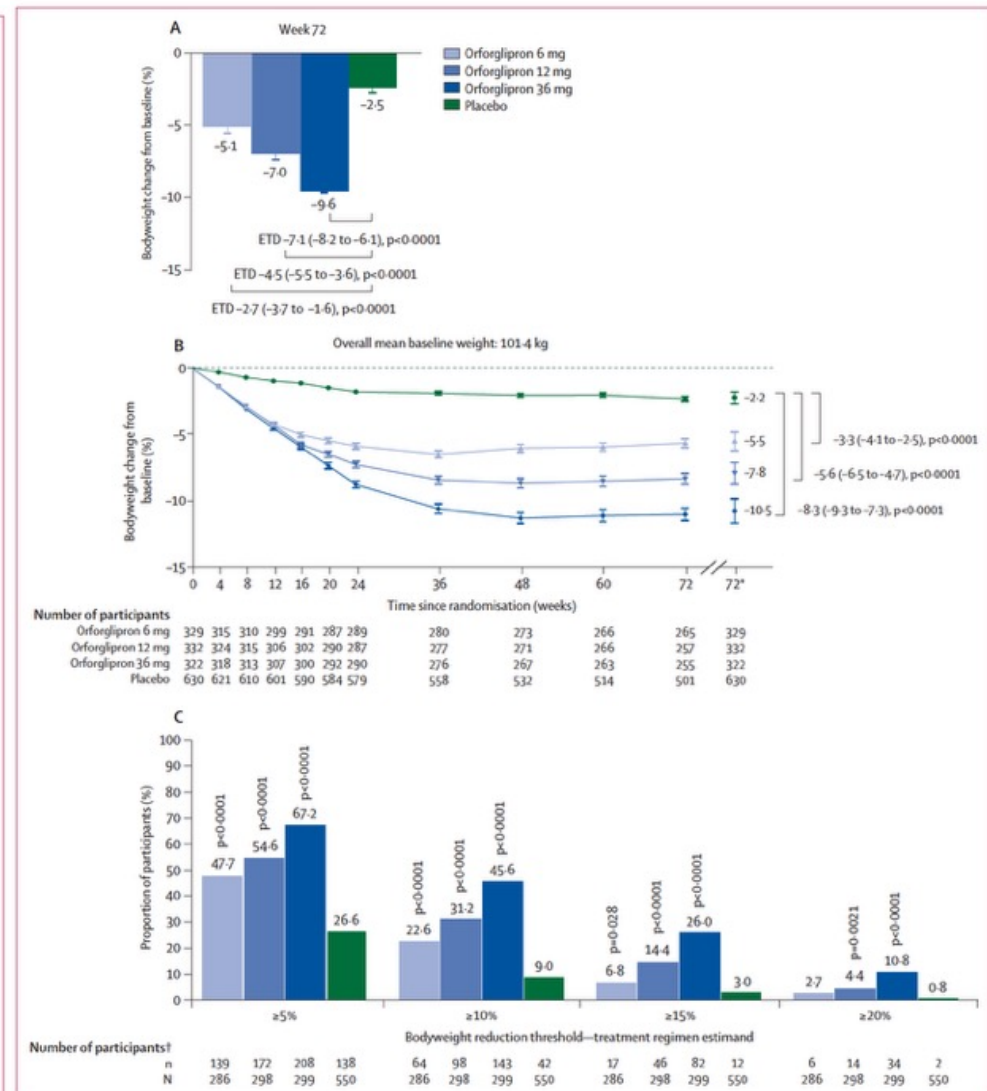 A
Week 72
Bodyweight change from baseline (%)
0
−5
−10
−15
−5·1
−7·0
−9·6
−2·5
Orforglipron 6 mg
Orforglipron 12 mg
Orforglipron 36 mg
Placebo
ETD −7·1 (−8·2 to −6·1), p<0·0001
ETD −4·5 (−5·5 to −3·6), p<0·0001
ETD −2·7 (−3·7 to −1·6), p<0·0001
B
Overall mean baseline weight: 101·4 kg
Bodyweight change from
baseline (%)
0
−5
−10
−15
−2·2
−5·5
−7·8
−10·5
−3·3 (−4·1 to −2·5), p<0·0001
−5·6 (−6·5 to −4·7), p<0·0001
−8·3 (−9·3 to −7·3), p<0·0001
0 4 8 12 16 20 24 36 48 60 72 72*
Time since randomisation (weeks)
Number of participants
Orforglipron 6 mg 329 315 310 299 291 287 289 280 273 266 265 329
Orforglipron 12 mg 332 324 315 306 302 290 287 277 271 266 257 332
Orforglipron 36 mg 322 318 313 307 300 292 290 276 267 263 255 322
Placebo 630 621 610 601 590 584 579 558 532 514 501 630
C
Proportion of participants (%)
100
90
80
70
60
50
40
30
20
10
0
p<0·0001 p<0·0001 p<0·0001
47·7 54·6 67·2 26·6
p<0·0001 p<0·0001 p<0·0001
22·6 31·2 45·6 9·0
p=0·028 p<0·0001 p<0·0001
6·8 14·4 26·0 3·0
p=0·0021 p<0·0001
2·7 4·4 10·8 0·8
≥5% ≥10% ≥15% ≥20%
Bodyweight reduction threshold—treatment regimen estimand
Number of participants†
n 139 172 208 138 64 98 143 42 17 46 82 12 6 14 34 2
N 286 298 299 550 286 298 299 550 286 298 299 550 286 298 299 550